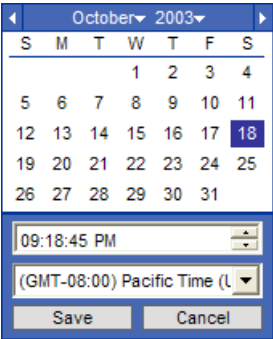 October 2003
S M T W T F S
1 2 3 4
5 6 7 8 9 10 11
12 13 14 15 16 17 18
19 20 21 22 23 24 25
26 27 28 29 30 31
09:18:45 PM
(GMT-08:00) Pacific Time (U
Save Cancel